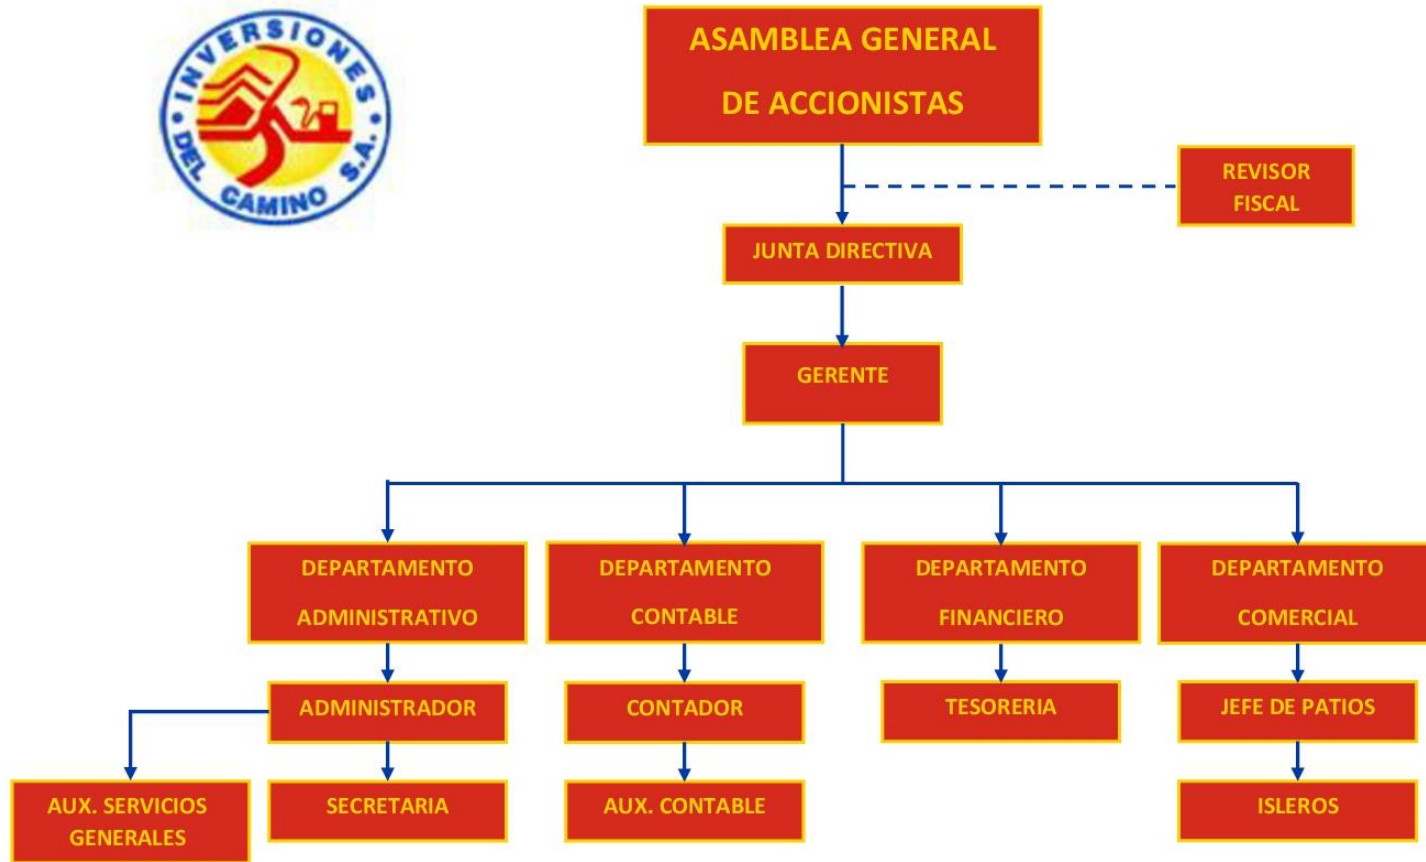 INVERSIONES
DEL CAMINO S.A.
ASAMBLEA GENERAL
DE ACCIONISTAS
REVISOR
FISCAL
JUNTA DIRECTIVA
GERENTE
DEPARTAMENTO
ADMINISTRATIVO
DEPARTAMENTO
CONTABLE
DEPARTAMENTO
FINANCIERO
DEPARTAMENTO
COMERCIAL
ADMINISTRADOR
CONTADOR
TESORERIA
JEFE DE PATIOS
AUX. SERVICIOS
GENERALES
SECRETARIA
AUX. CONTABLE
ISLEROS